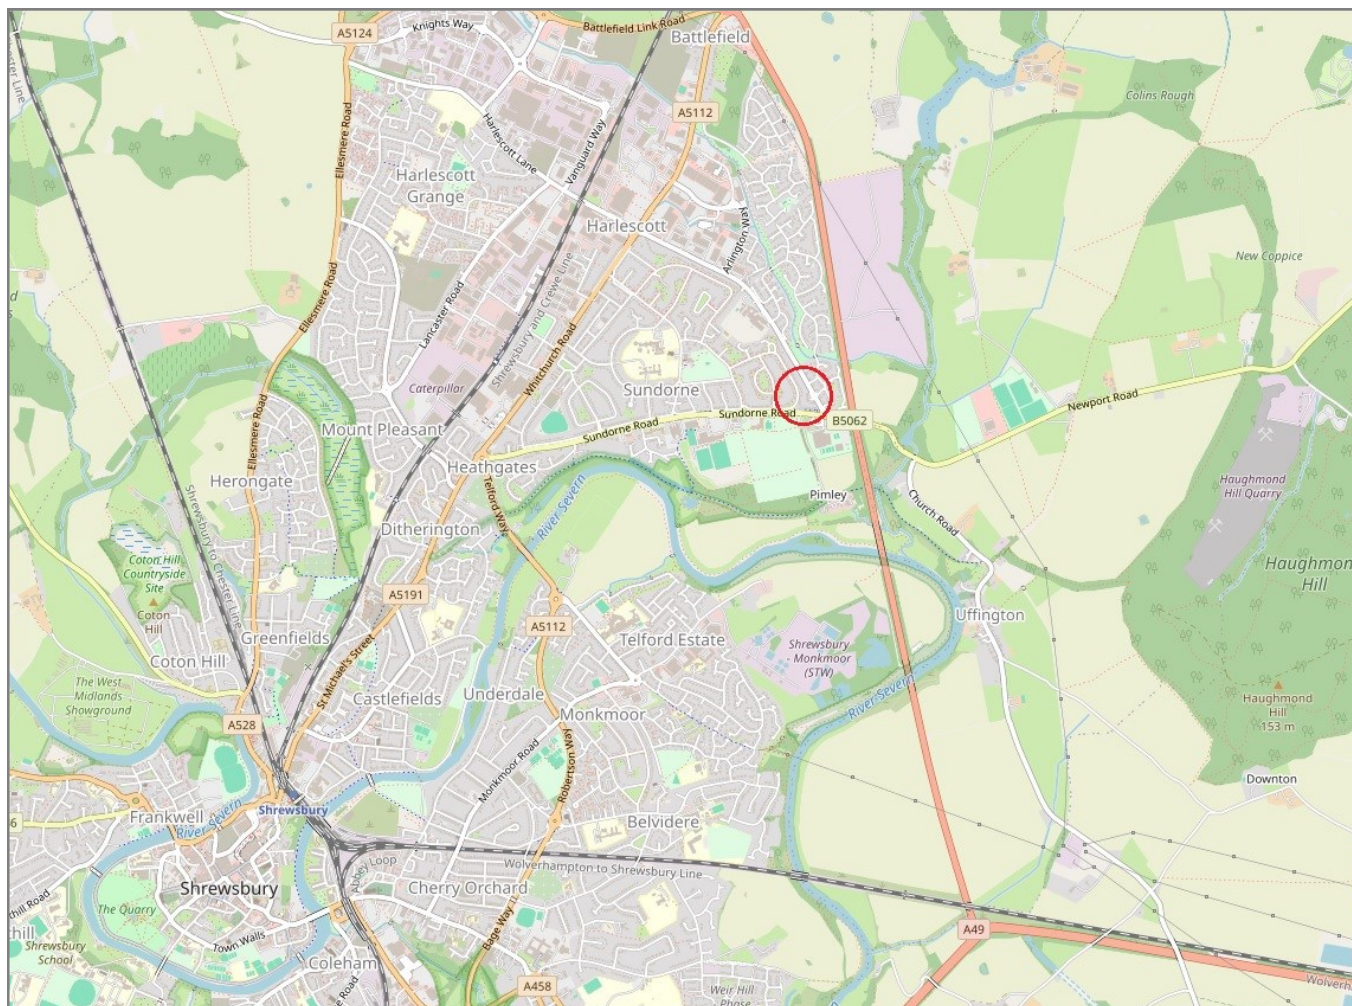 Knights Way
Battlefield Link Road
A5124
Battlefield
Colins Rough
A5112
Ellesmere Road
Harlescott Lane
Vanguard Way
Harlescott
Grange
Harlescott
Arlington Way
New Coppice
Ellesmere Road
Lancaster Road
Shrewsbury and Crewe Line
Whitchurch Road
Caterpillar
Sundorne
Newport Road
Sundorne Road
Sundorne Road
B5062
Mount Pleasant
Ellesmere Road
Heathgates
Herongate
Telford Way
River Severn
Pimley
Church Road
Haughmond
Hill Quarry
Ditherington
Shrewsbury to Chester Line
Coton Hill
Countryside
Site
Coton
Hill
Haughmon
Hill
A5191
Uffington
Greenfields
A5112
Telford Estate
Shrewsbury
Monkmoor
(STW)
Coton Hill
St Michael's Street
The West
Midlands
Showground
Castlefields
Underdale
Monkmoor
River Severn
Haughmond
Hill
153 m
A528
Monkmoor Road
Robertson Way
Downton
Shrewsbury
Frankwell
River Severn
Belvidere
Abbey Loop
Wolverhampton to Shrewsbury Line
Shrewsbury
Cherry Orchard
The Quarry
Bage Way
Town Walls
A49
Shrewsbury
School
Coleham
A458
Weir Hill
Phase